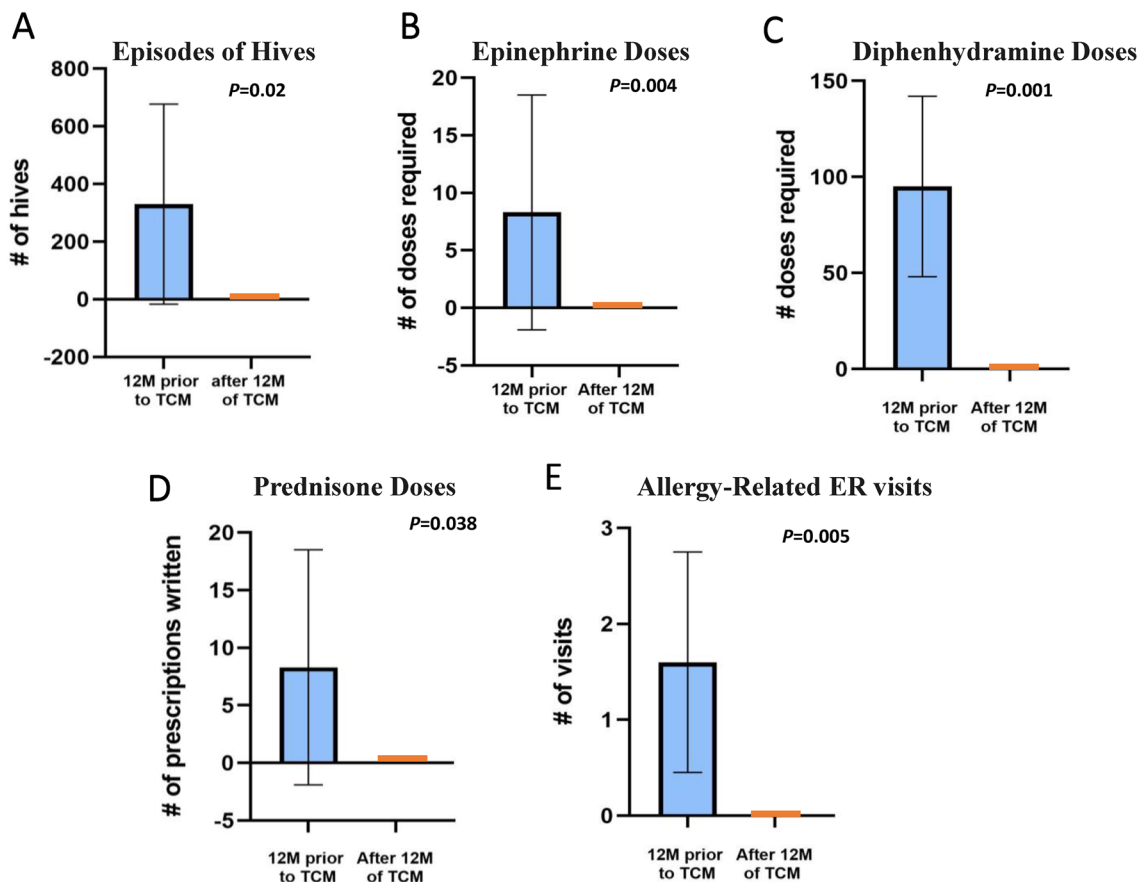 A
Episodes of Hives
P=0.02
# of hives
800
600
400
200
0
-200
12M prior
to TCM
after 12M
of TCM
B
Epinephrine Doses
P=0.004
# of doses required
20
15
10
5
0
-5
12M prior
to TCM
After 12M
of TCM
C
Diphenhydramine Doses
P=0.001
# doses required
150
100
50
0
12M prior
to TCM
After 12M
of TCM
D
Prednisone Doses
P=0.038
# of prescriptions written
20
15
10
5
0
-5
12M prior
to TCM
After 12M
of TCM
E
Allergy-Related ER visits
P=0.005
# of visits
3
2
1
0
12M prior
to TCM
After 12M
of TCM